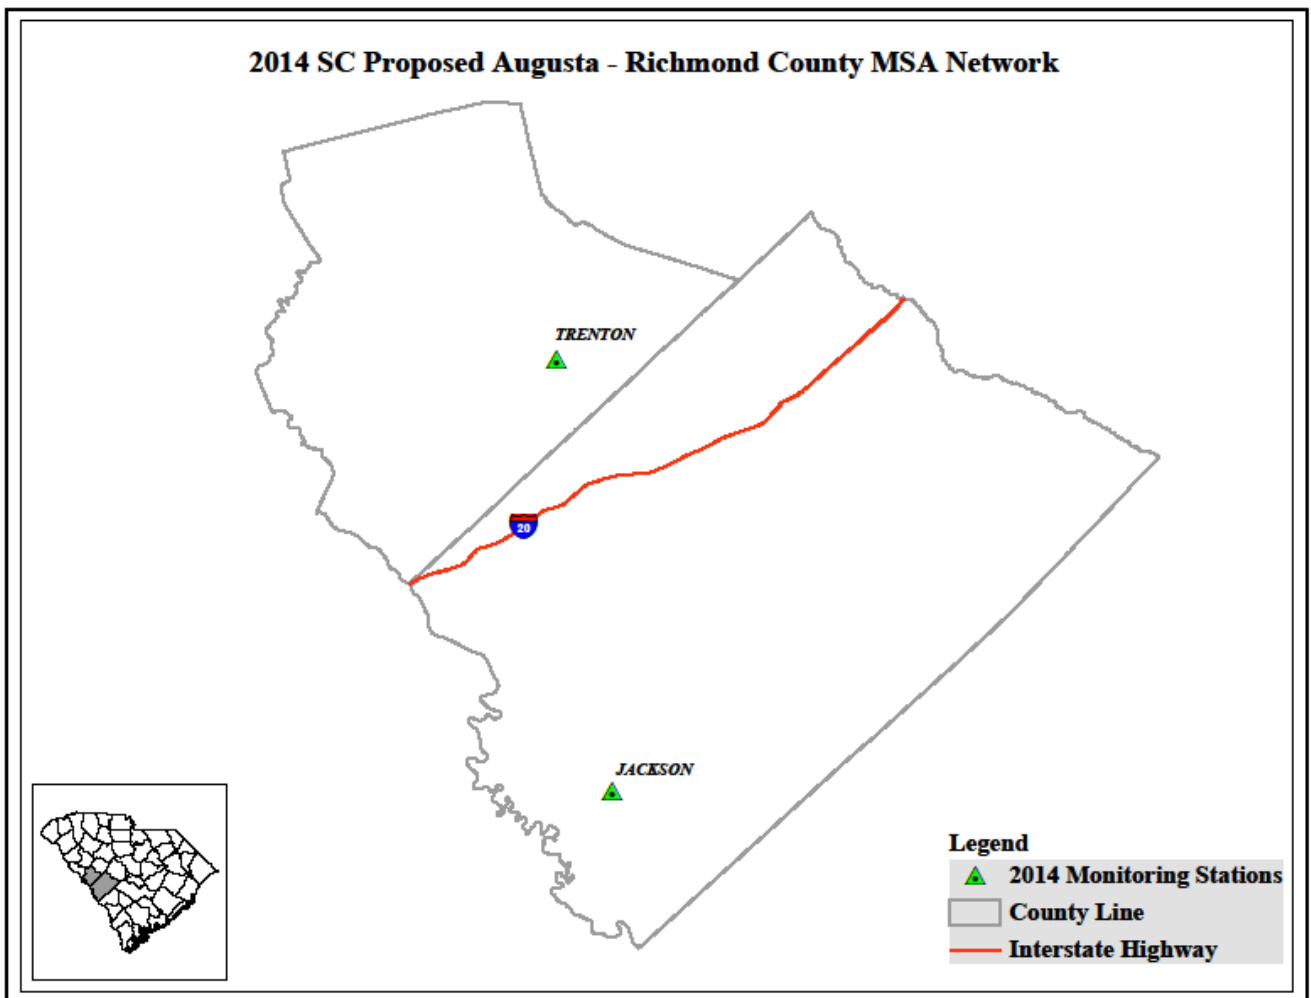 2014 SC Proposed Augusta - Richmond County MSA Network
TRENTON
20
JACKSON
Legend
2014 Monitoring Stations
County Line
Interstate Highway